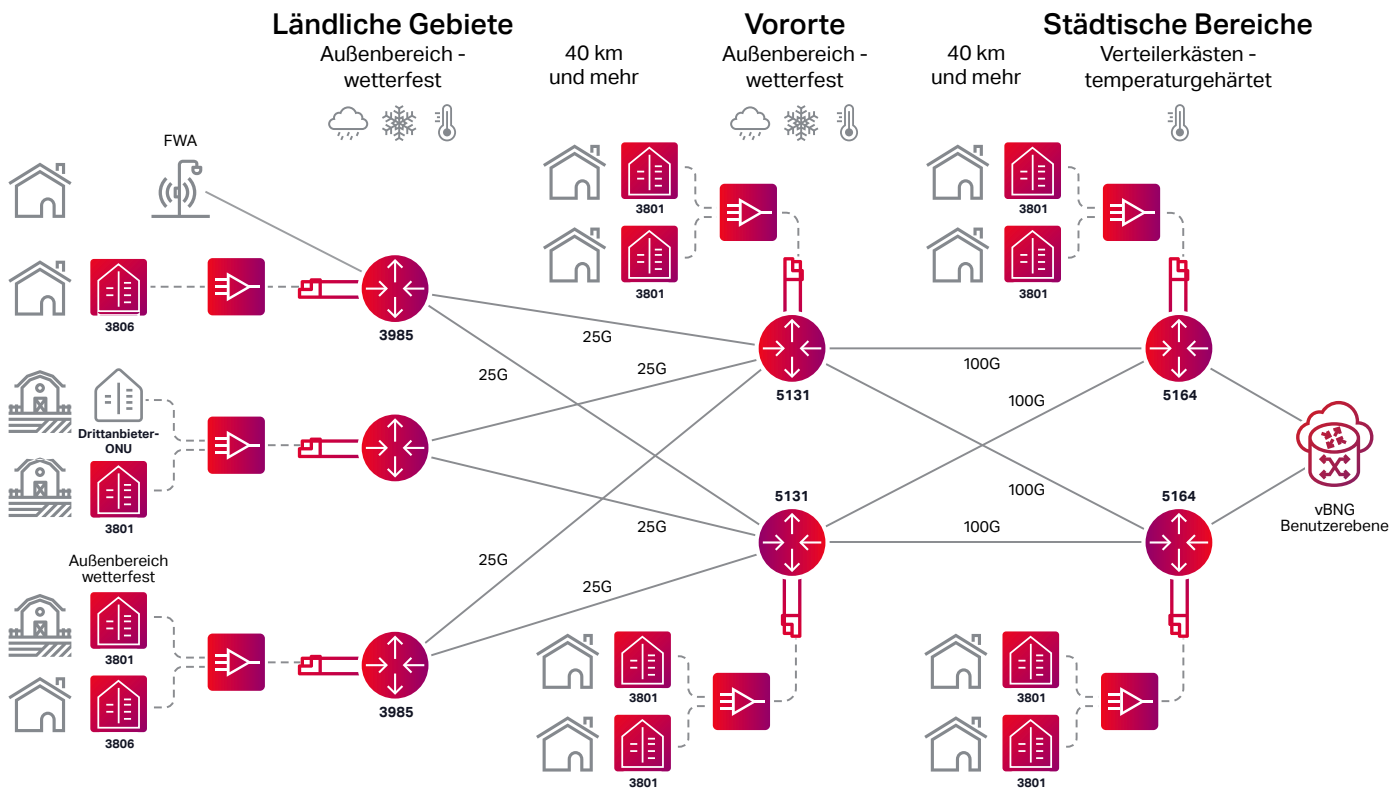 Ländliche Gebiete
Außenbereich -
wetterfest
40 km
und mehr
Vororte
Außenbereich -
wetterfest
40 km
und mehr
Städtische Bereiche
Verteilerkästen -
temperaturgehärtet
FWA
3801
3801
3801
3801
3806
3985
25G
25G
25G
5131
100G
100G
5164
Drittanbieter-
ONU
3801
5131
100G
5164
25G
100G
vBNG
Benutzerebene
Außenbereich
wetterfest
25G
25G
3801
3985
3806
3801
3801
3801
3801